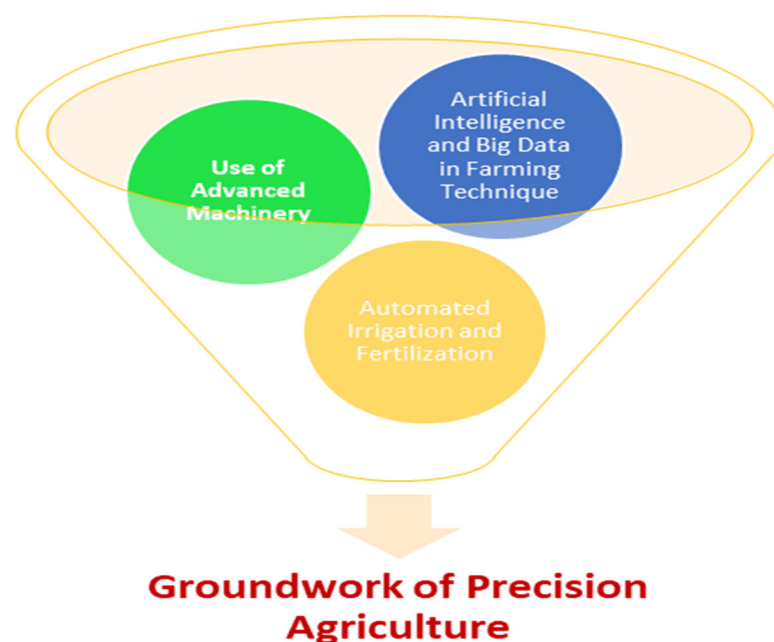 Artificial
Intelligence
and Big Data
in Farming
Technique
Use of
Advanced
Machinery
Automated
Irrigation and
Fertilization
Groundwork of Precision
Agriculture